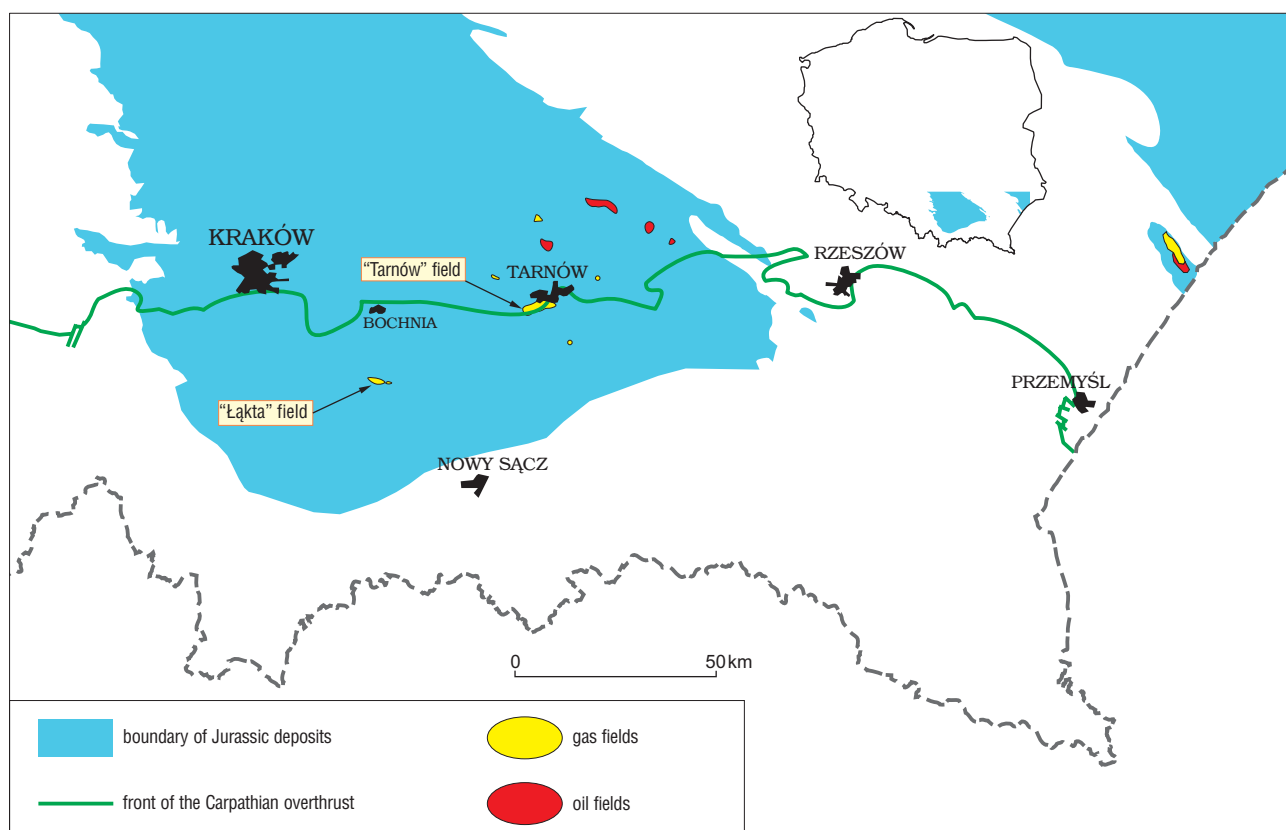 KRAKÓW
"Tarnów" field
TARNÓW
RZESZÓW
BOCHNIA
"Łąkta" field
PRZEMYŚL
NOWY SĄCZ
0 50 km
boundary of Jurassic deposits
gas fields
front of the Carpathian overthrust
oil fields